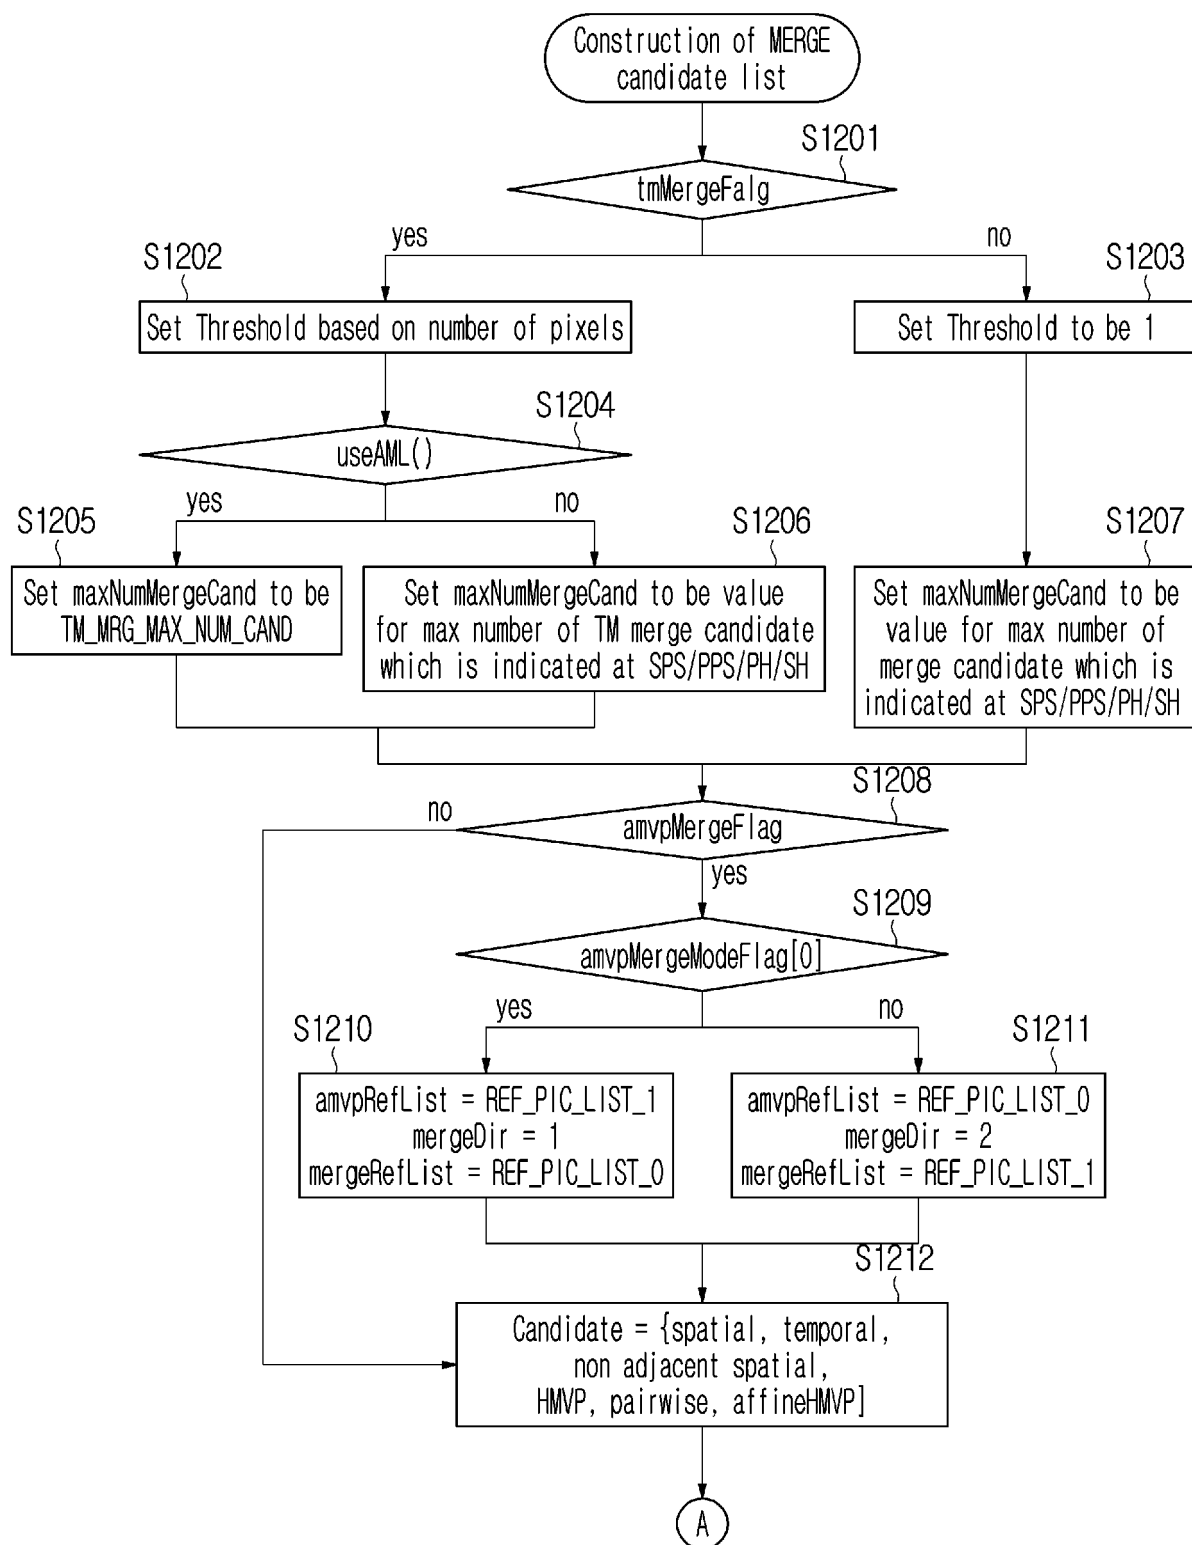 Construction of MERGE
candidate list
S1201
tmMergeFalg
yes
no
S1202
S1203
Set Threshold based on number of pixels
Set Threshold to be 1
S1204
useAML()
yes
no
S1205
S1206
S1207
Set maxNumMergeCand to be
TM_MRG_MAX_NUM_CAND
Set maxNumMergeCand to be value
for max number of TM merge candidate
which is indicated at SPS/PPS/PH/SH
Set maxNumMergeCand to be
value for max number of
merge candidate which is
indicated at SPS/PPS/PH/SH
S1208
no
amvpMergeFlag
yes
S1209
amvpMergeModeFlag[0]
yes
no
S1210
S1211
amvpRefList = REF_PIC_LIST_1
mergeDir = 1
mergeRefList = REF_PIC_LIST_0
amvpRefList = REF_PIC_LIST_0
mergeDir = 2
mergeRefList = REF_PIC_LIST_1
S1212
Candidate = {spatial, temporal,
non adjacent spatial,
HMVP, pairwise, affineHMVP]
A